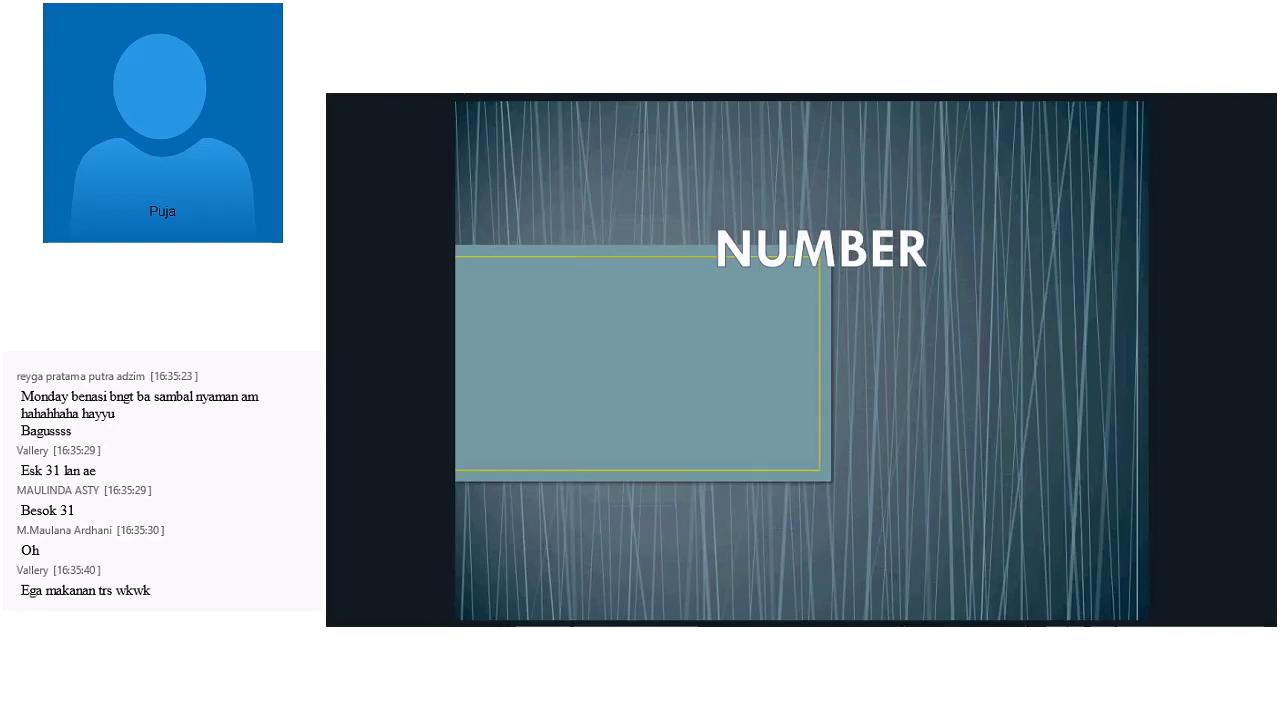 Puja
NUMBER
reyga pratama putra adzim [16:35:23 ]
Monday benasi bngt ba sambal nyaman am
hahahhaha hayyu
Bagussss
Vallery [16:35:29 ]
Esk 31 lan ae
MAULINDA ASTY [16:35:29 ]
Besok 31
M.Maulana Ardhani [16:35:30 ]
Oh
Vallery [16:35:40 ]
Ega makanan trs wkwk